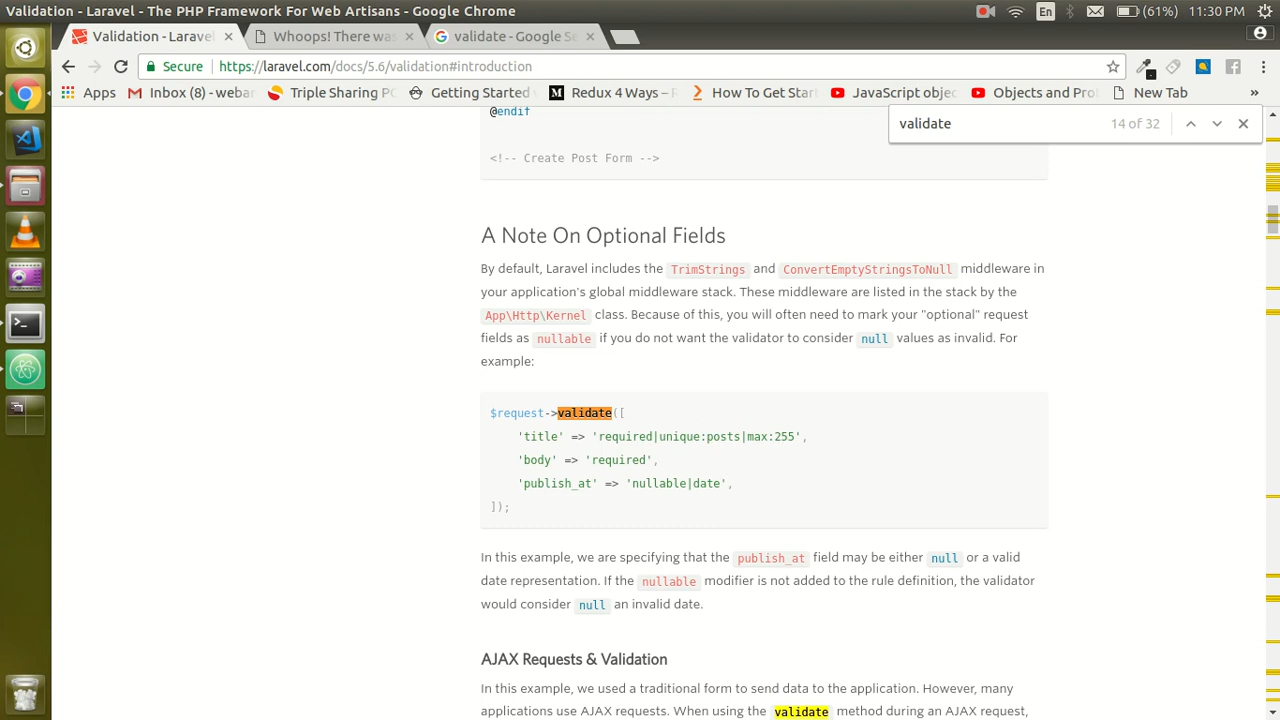 Validation - Laravel - The PHP Framework For Web Artisans - Google Chrome
En
(61%)
11:30 PM
Validation - Larave
Whoops! There was
validate - Google Se
Secure
https://laravel.com/docs/5.6/validation#introduction
Apps
Inbox (8) - weba
Triple Sharing PC
Getting Started
Redux 4 Ways –
How To Get Star
JavaScript objec
Objects and Pro
New Tab
»
validate
14 of 32
@endif
<!-- Create Post Form -->
A Note On Optional Fields
By default, Laravel includes the TrimStrings and ConvertEmptyStringsToNull middleware in
your application's global middleware stack. These middleware are listed in the stack by the
App\Http\Kernel class. Because of this, you will often need to mark your "optional" request
fields as nullable if you do not want the validator to consider null values as invalid. For
example:
$request->validate([
'title' => 'required|unique:posts|max:255',
'body' => 'required',
'publish_at' => 'nullable|date',
]);
In this example, we are specifying that the publish_at field may be either null or a valid
date representation. If the nullable modifier is not added to the rule definition, the validator
would consider null an invalid date.
AJAX Requests & Validation
In this example, we used a traditional form to send data to the application. However, many
applications use AJAX requests. When using the validate method during an AJAX request,